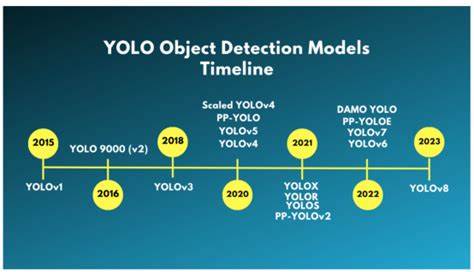 YOLO Object Detection Models
Timeline
2015
YOLOv1
YOLO 9000 (v2)
2016
2018
YOLOv3
Scaled YOLOv4
PP-YOLO
YOLOv5
YOLOv4
2020
2021
YOLOX
YOLOR
YOLOS
PP-YOLOv2
DAMO YOLO
PP-YOLOE
YOLOv7
YOLOv6
2022
2023
YOLOv8